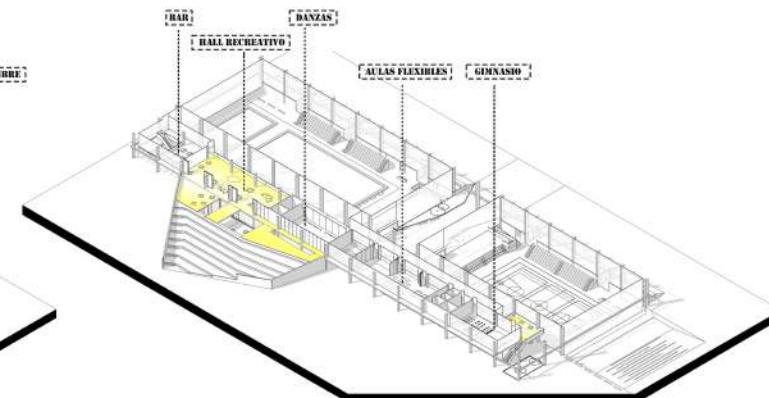 BAR
DANZAS
HALL RECREATIVO
AULAS FLEXIBLES
GIMNASIO